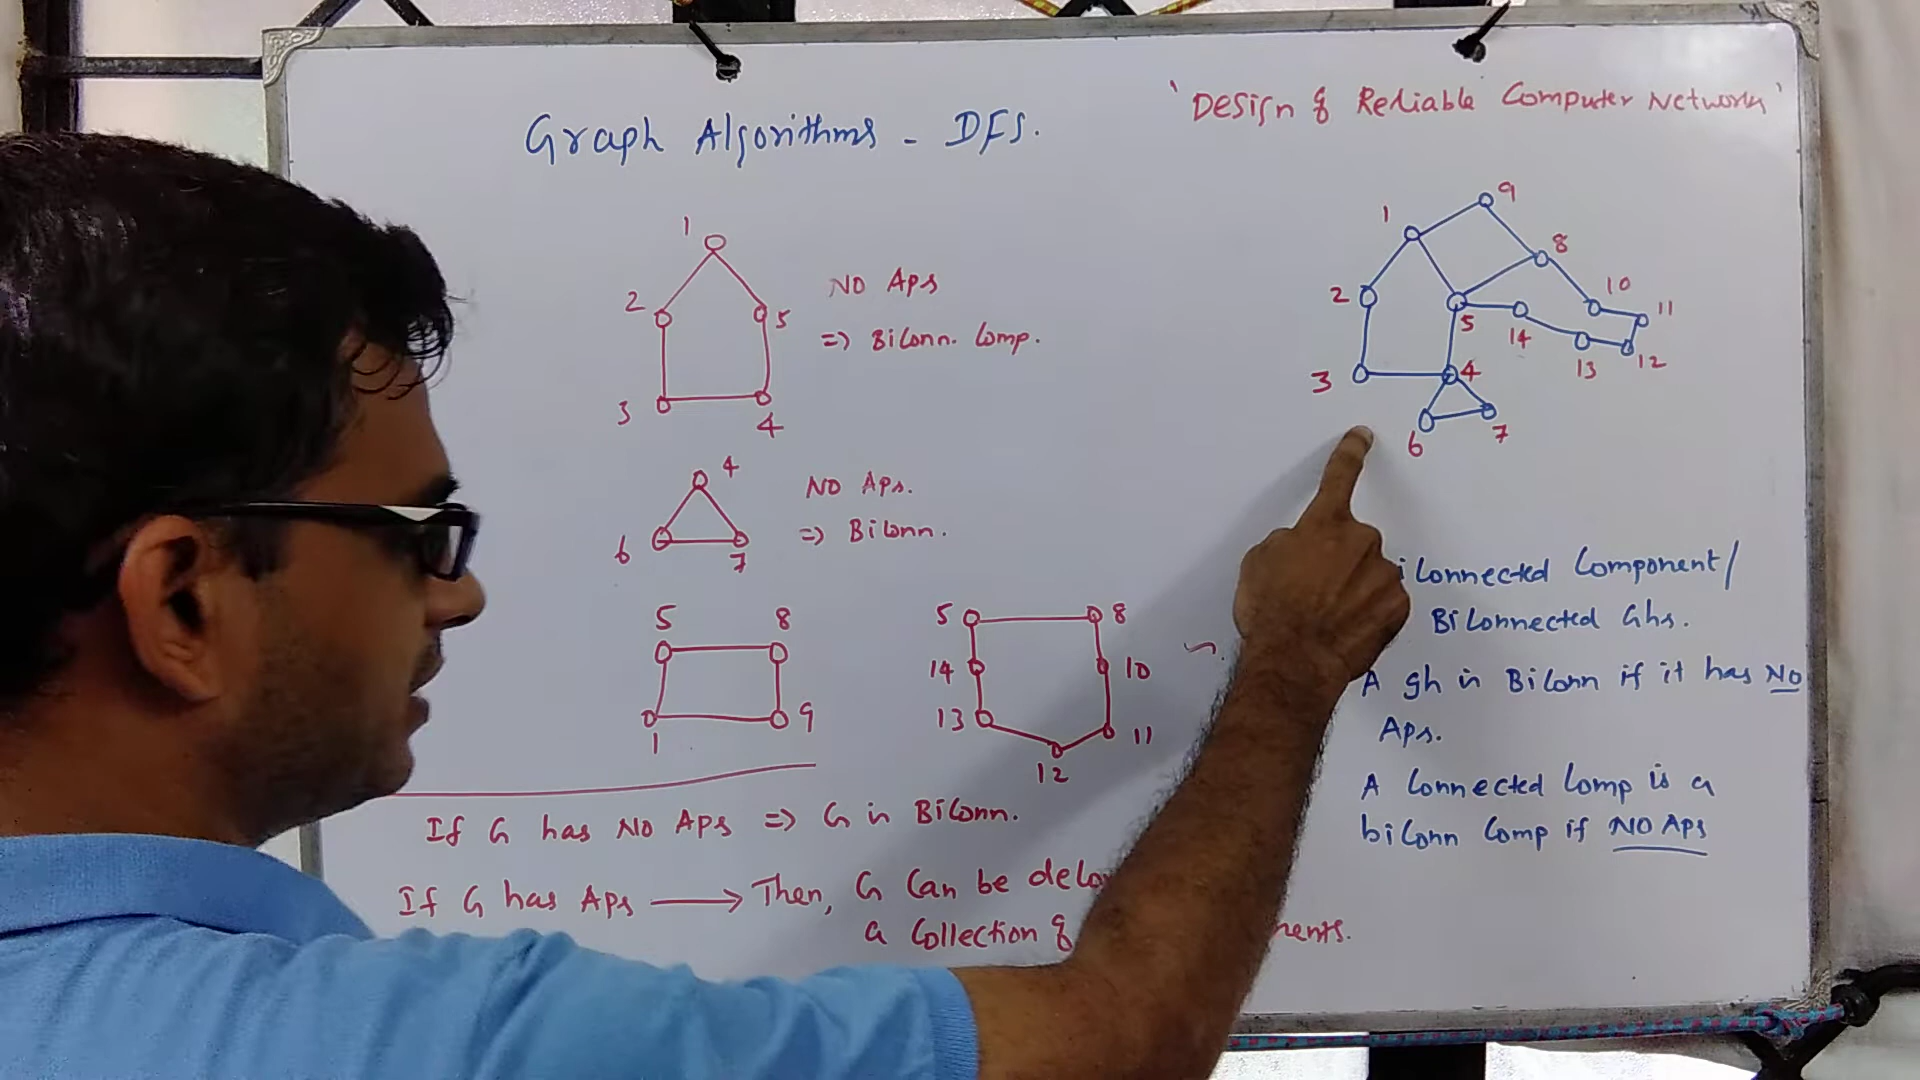 Graph Algorithms - DFS.
'Design & Reliable Computer Network'
1
2
5
3
4
NO Aps
=> BiConn. Comp.
4
6
7
NO Aps.
=> BiConn.
5
8
1
9
5
8
14
10
13
11
12
If G has NO Aps => G is BiConn.
If G has Aps → Then, G Can be
a Collection &
9
1
8
2
10
11
5
14
13
12
3
4
6
7
iConnected Component/
BiConnected Ghs.
A gh is BiConn if it has NO
Aps.
A Connected Comp is a
biConn Comp if NO APS